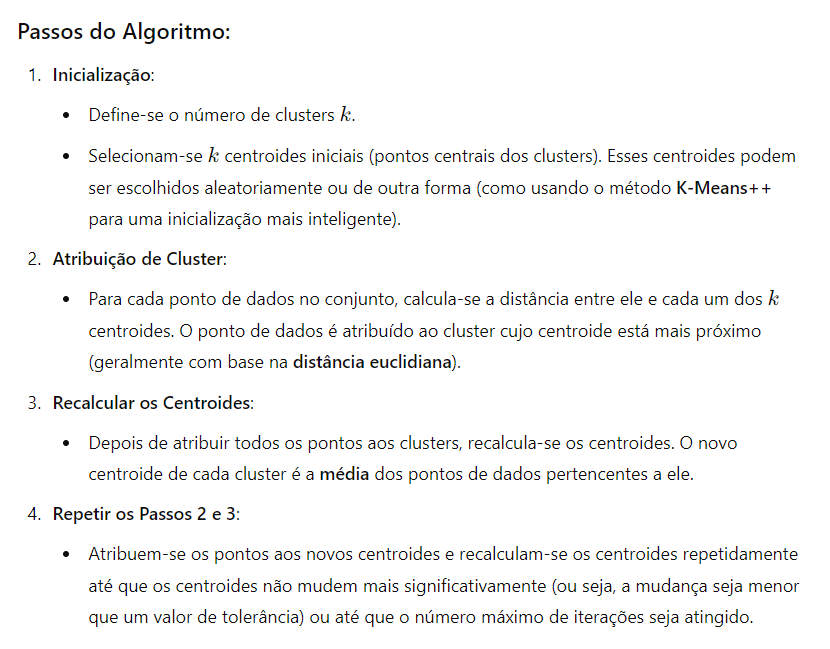 Passos do Algoritmo:
1. Inicialização:
• Define-se o número de clusters k.
• Selecionam-se k centroides iniciais (pontos centrais dos clusters). Esses centroides podem
ser escolhidos aleatoriamente ou de outra forma (como usando o método K-Means++
para uma inicialização mais inteligente).
2. Atribuição de Cluster:
• Para cada ponto de dados no conjunto, calcula-se a distância entre ele e cada um dos k
centroides. O ponto de dados é atribuído ao cluster cujo centroide está mais próximo
(geralmente com base na distância euclidiana).
3. Recalcular os Centroides:
• Depois de atribuir todos os pontos aos clusters, recalcula-se os centroides. O novo
centroide de cada cluster é a média dos pontos de dados pertencentes a ele.
4. Repetir os Passos 2 e 3:
• Atribuem-se os pontos aos novos centroides e recalculam-se os centroides repetidamente
até que os centroides não mudem mais significativamente (ou seja, a mudança seja menor
que um valor de tolerância) ou até que o número máximo de iterações seja atingido.